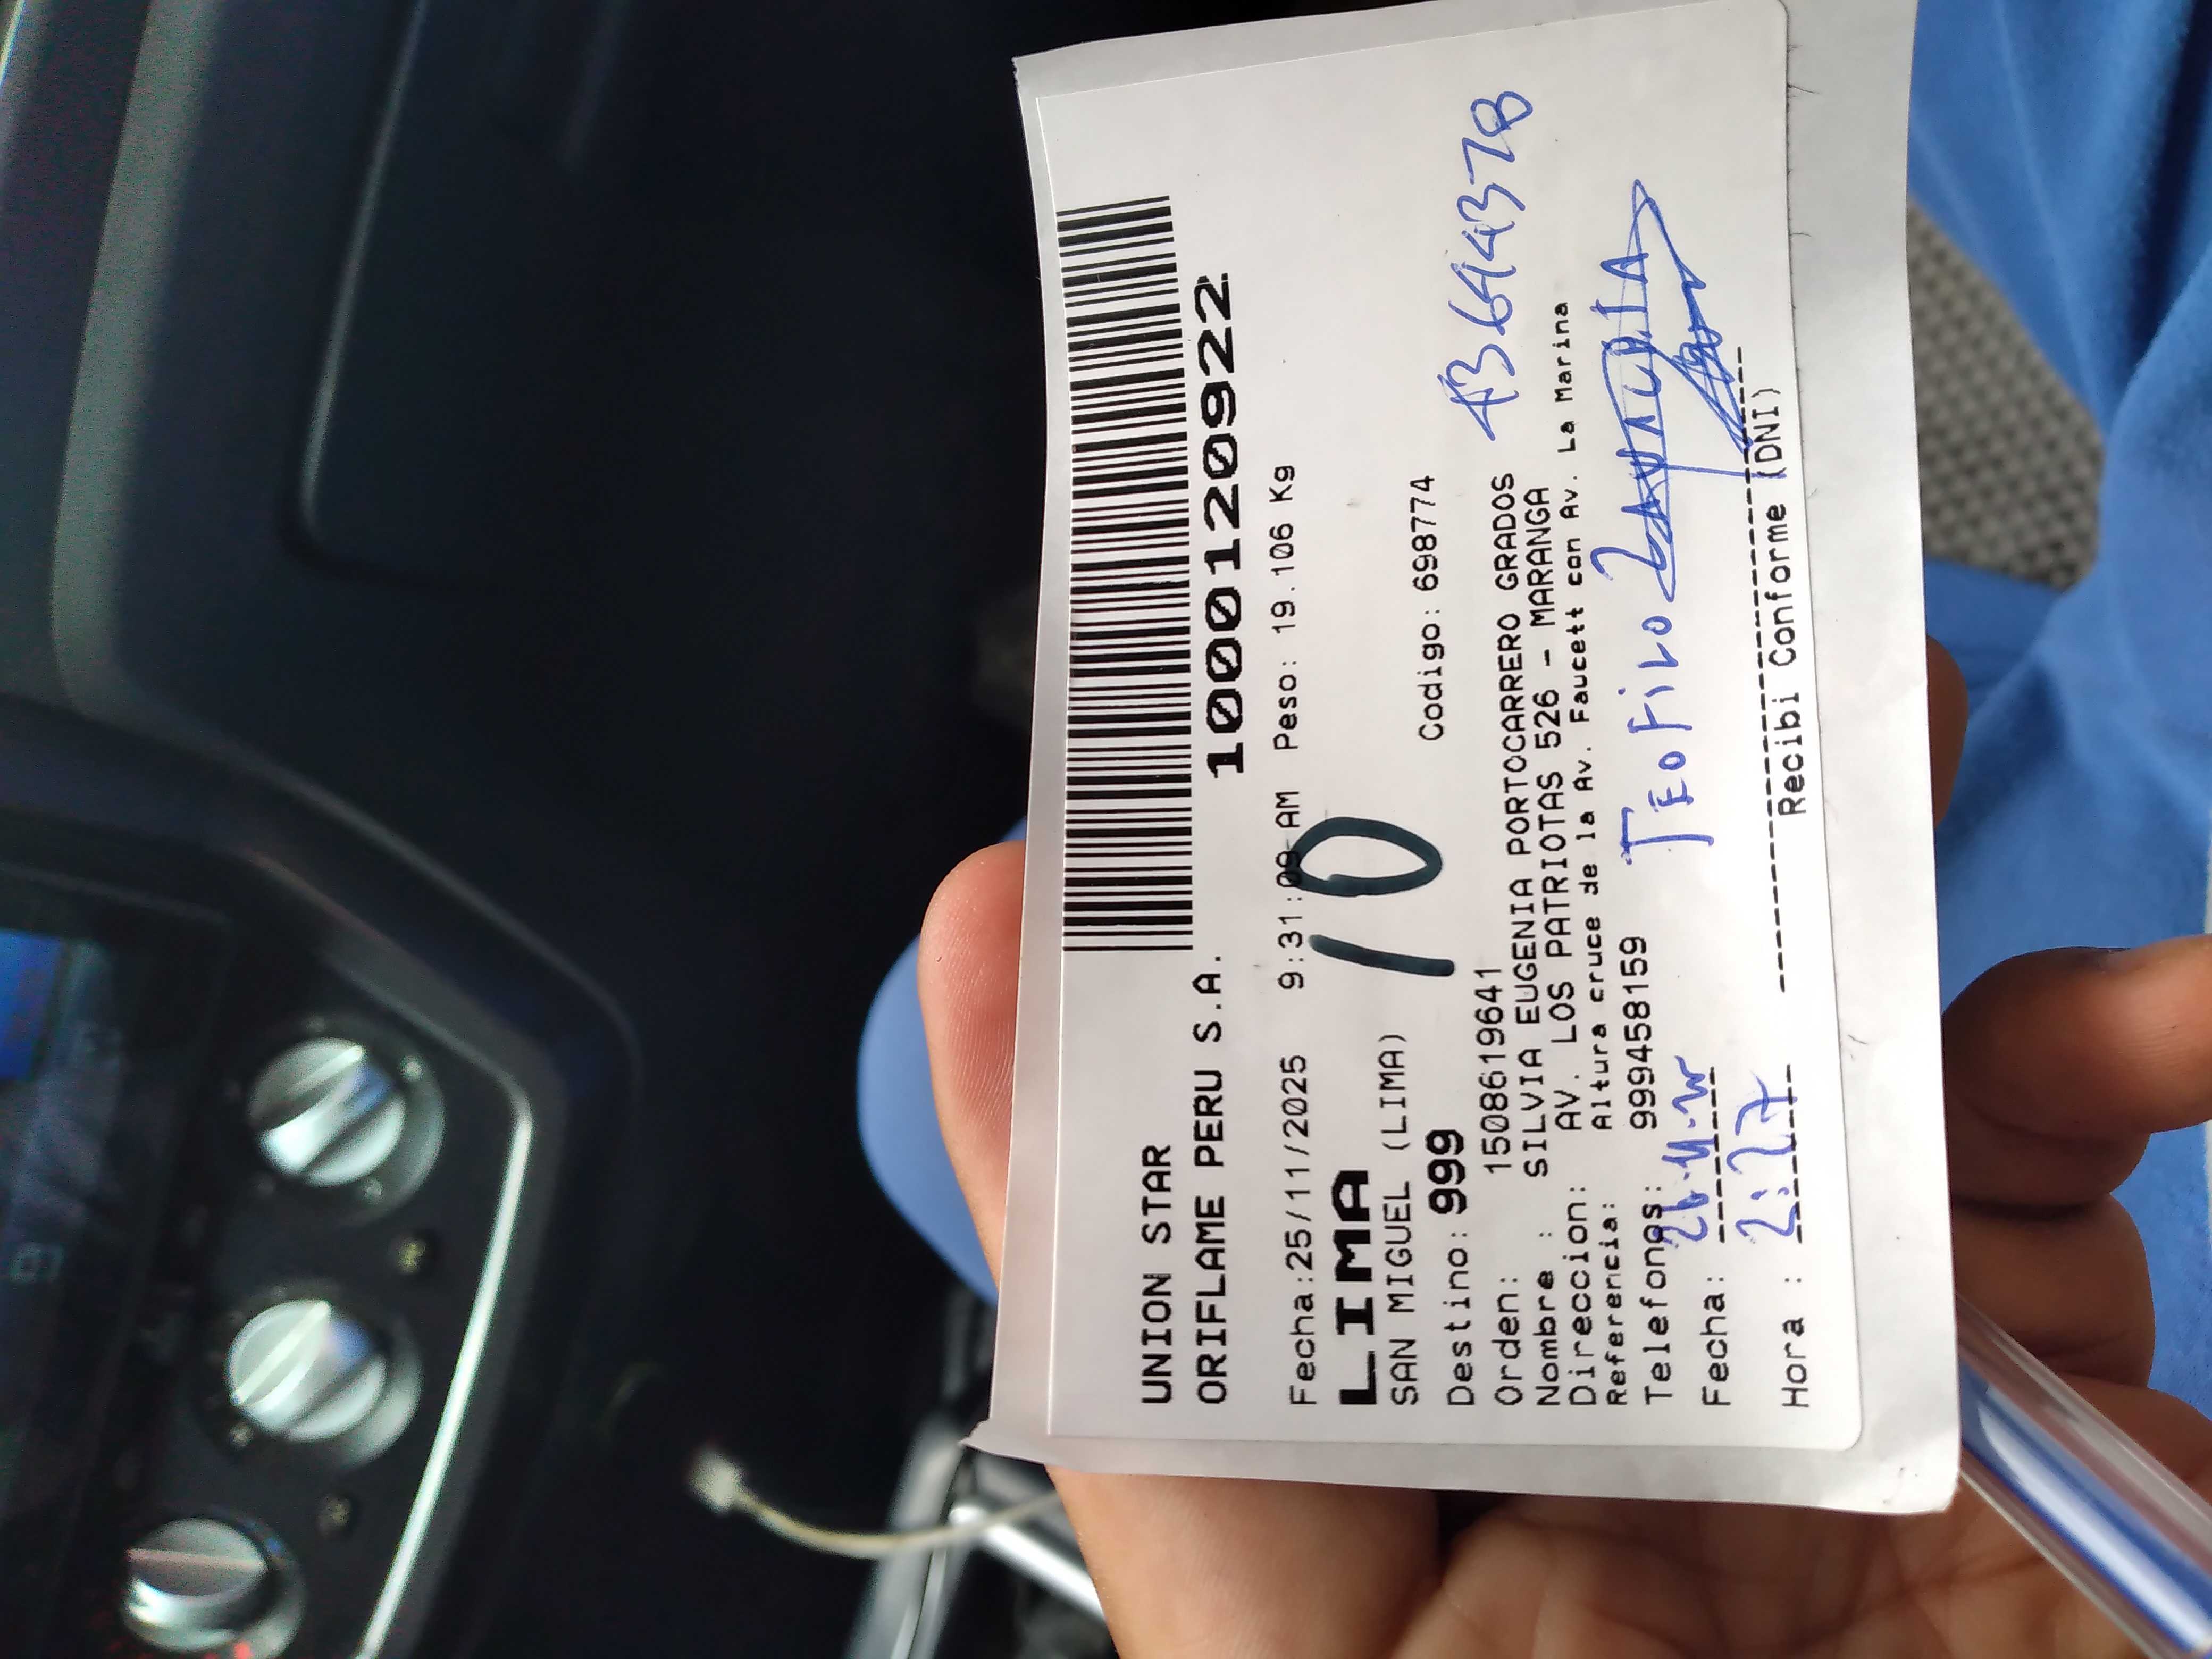 UNION STAR
ORIFLAME PERU S.A.
1000120922
Fecha:25/11/2025 9:31:09 AM Peso: 19.106 Kg
LIMA
10
SAN MIGUEL (LIMA)
Destino: 999 Codigo: 698774
Orden: 1508619641
Nombre : SILVIA EUGENIA PORTOCARRERO GRADOS
Direccion: AV. LOS PATRIOTAS 526 - MARANGA
Referencia: Altura cruce de la Av. Faucett con Av. La Marina
Telefonos: 999458159
TEOFILO
Fecha:
Hora : 2:27
Recibi Conforme (DNI)